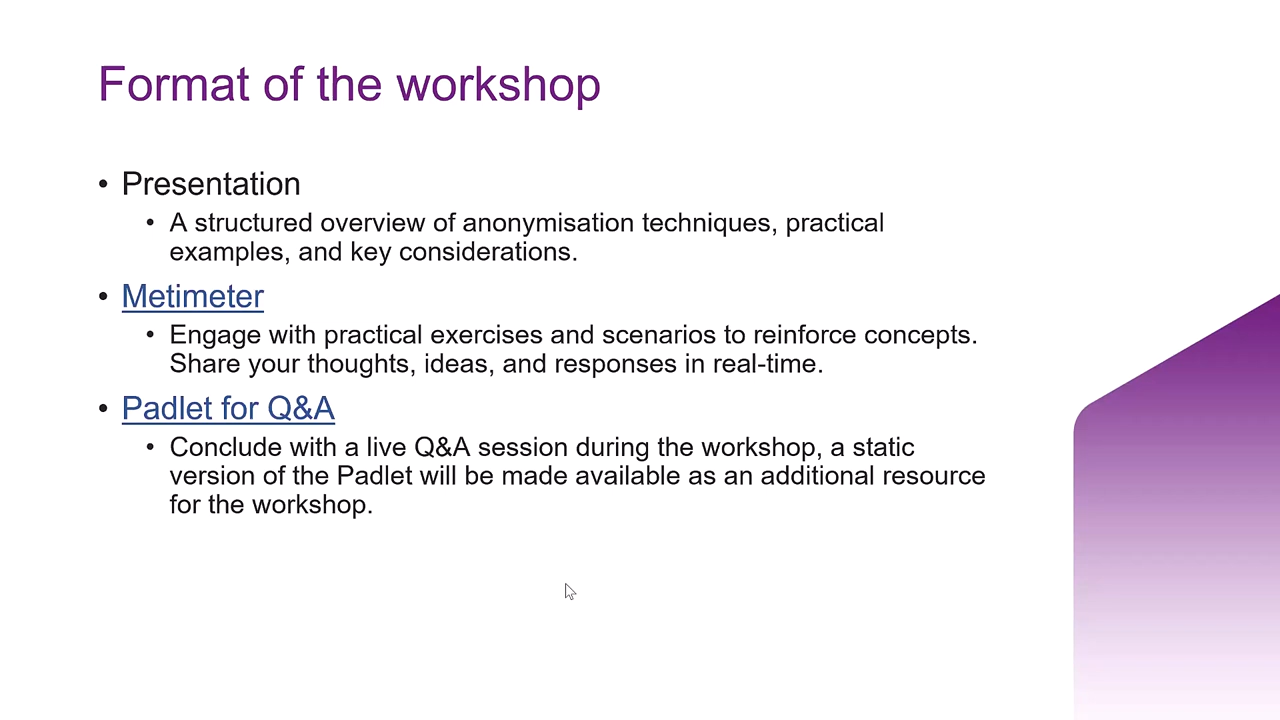 Format of the workshop
• Presentation
• A structured overview of anonymisation techniques, practical
examples, and key considerations.
• Metimeter
• Engage with practical exercises and scenarios to reinforce concepts.
Share your thoughts, ideas, and responses in real-time.
• Padlet for Q&A
• Conclude with a live Q&A session during the workshop, a static
version of the Padlet will be made available as an additional resource
for the workshop.